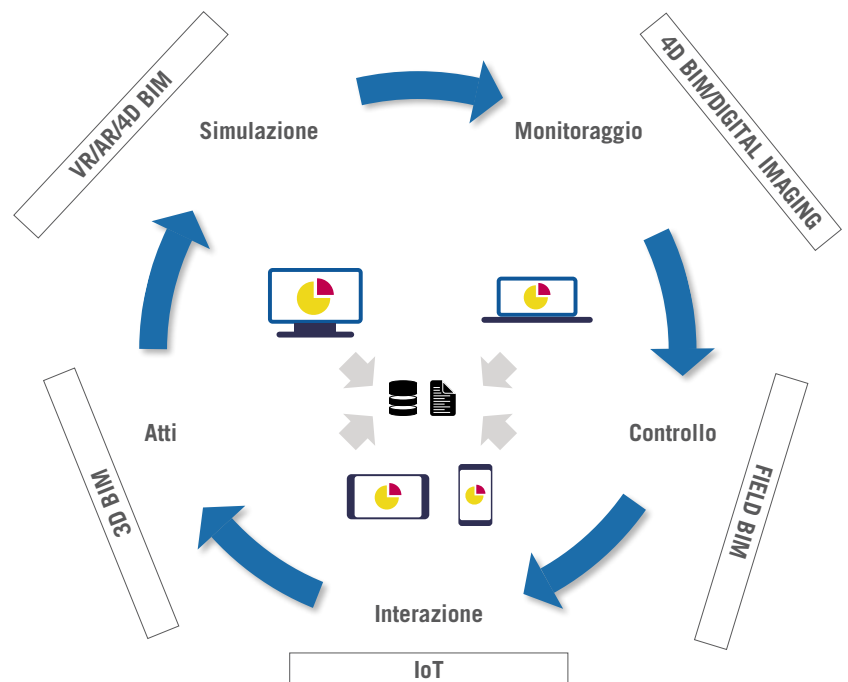 VR/AR/4D BIM
4D BIM/DIGITAL IMAGING
Simulazione
Monitoraggio
Atti
Controllo
3D BIM
FIELD BIM
Interazione
IoT